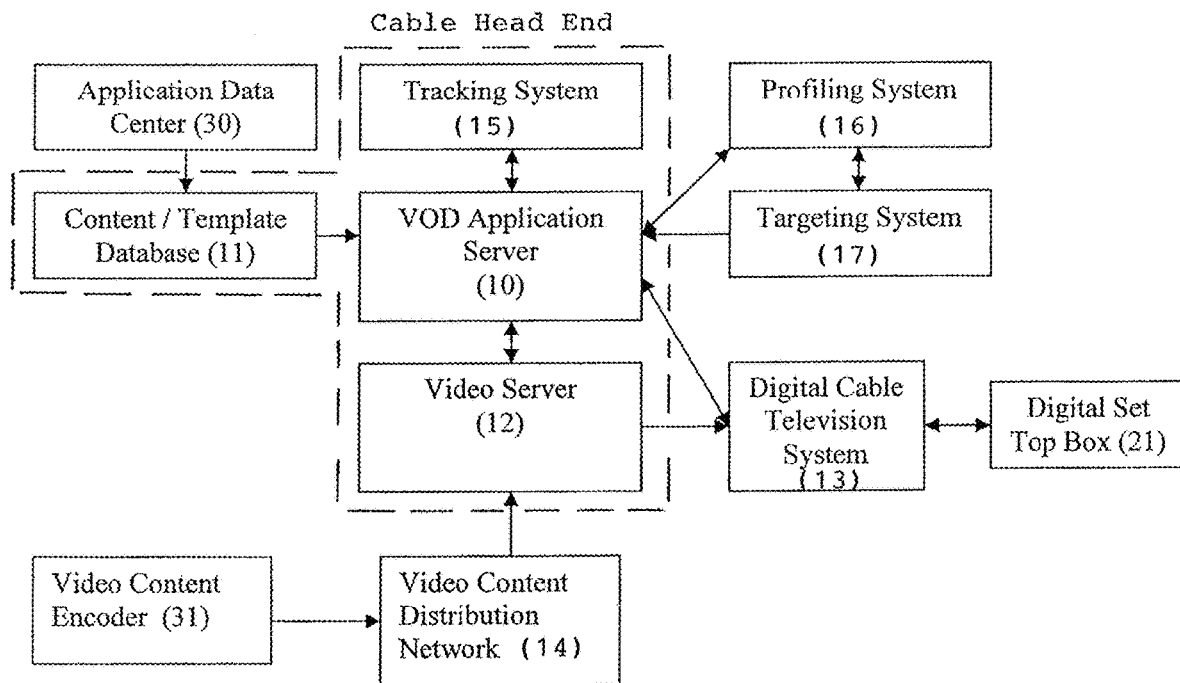 Cable Head End
Application Data
Center (30)
Tracking System
(15)
Profiling System
(16)
Content / Template
Database (11)
VOD Application
Server
(10)
Targeting System
(17)
Video Server
(12)
Digital Cable
Television
System
(13)
Digital Set
Top Box (21)
Video Content
Encoder (31)
Video Content
Distribution
Network (14)